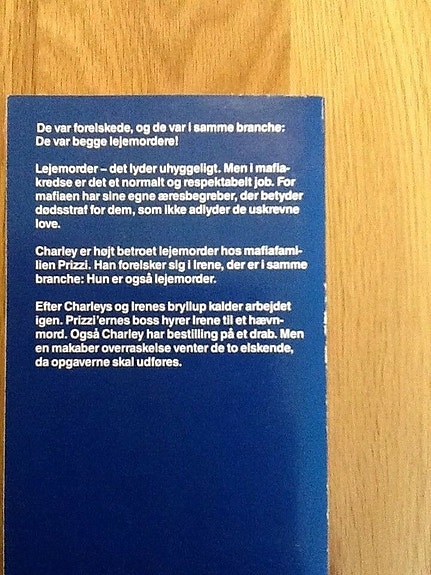 De var forelskede, og de var i samme branche:
De var begge lejemordere!
Lejemorder – det lyder uhyggeligt. Men i mafia-
kredse er det et normalt og respektabelt job. For
mafiaen har sine egne æresbegreber, der betyder
dødsstraf for dem, som ikke adlyder de uskrevne
love.
Charley er højt betroet lejemorder hos mafiafami-
lien Prizzi. Han forelsker sig i Irene, der er i samme
branche: Hun er også lejemorder.
Efter Charleys og Irenes bryllup kalder arbejdet
igen. Prizzi'ernes boss hyrer Irene til et hævn-
mord. Også Charley har bestilling på et drab. Men
en makaber overraskelse venter de to elskende,
da opgaverne skal udføres.